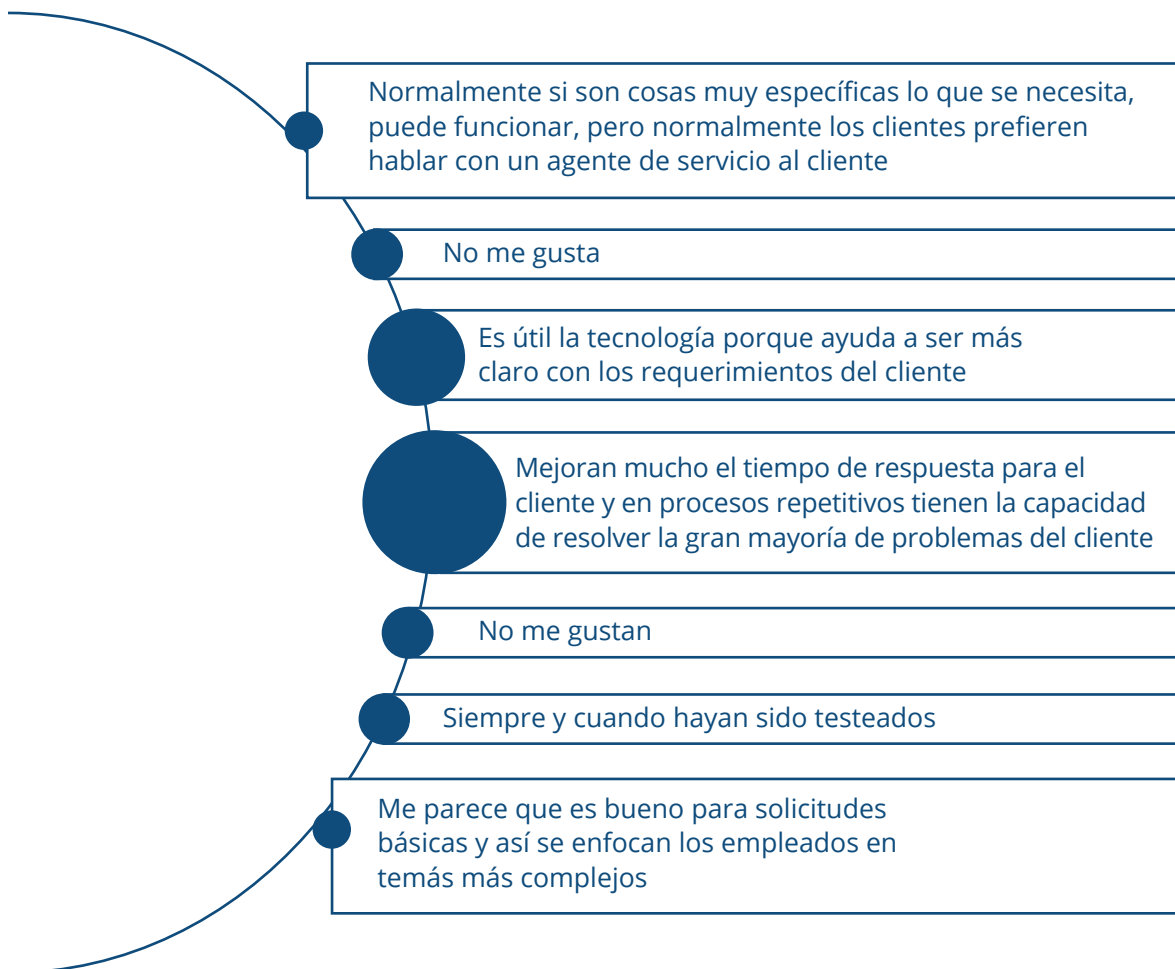 Normalmente si son cosas muy específicas lo que se necesita,
puede funcionar, pero normalmente los clientes prefieren
hablar con un agente de servicio al cliente
No me gusta
Es útil la tecnología porque ayuda a ser más
claro con los requerimientos del cliente
Mejoran mucho el tiempo de respuesta para el
cliente y en procesos repetitivos tienen la capacidad
de resolver la gran mayoría de problemas del cliente
No me gustan
Siempre y cuando hayan sido testeados
Me parece que es bueno para solicitudes
básicas y así se enfocan los empleados en
temás más complejos